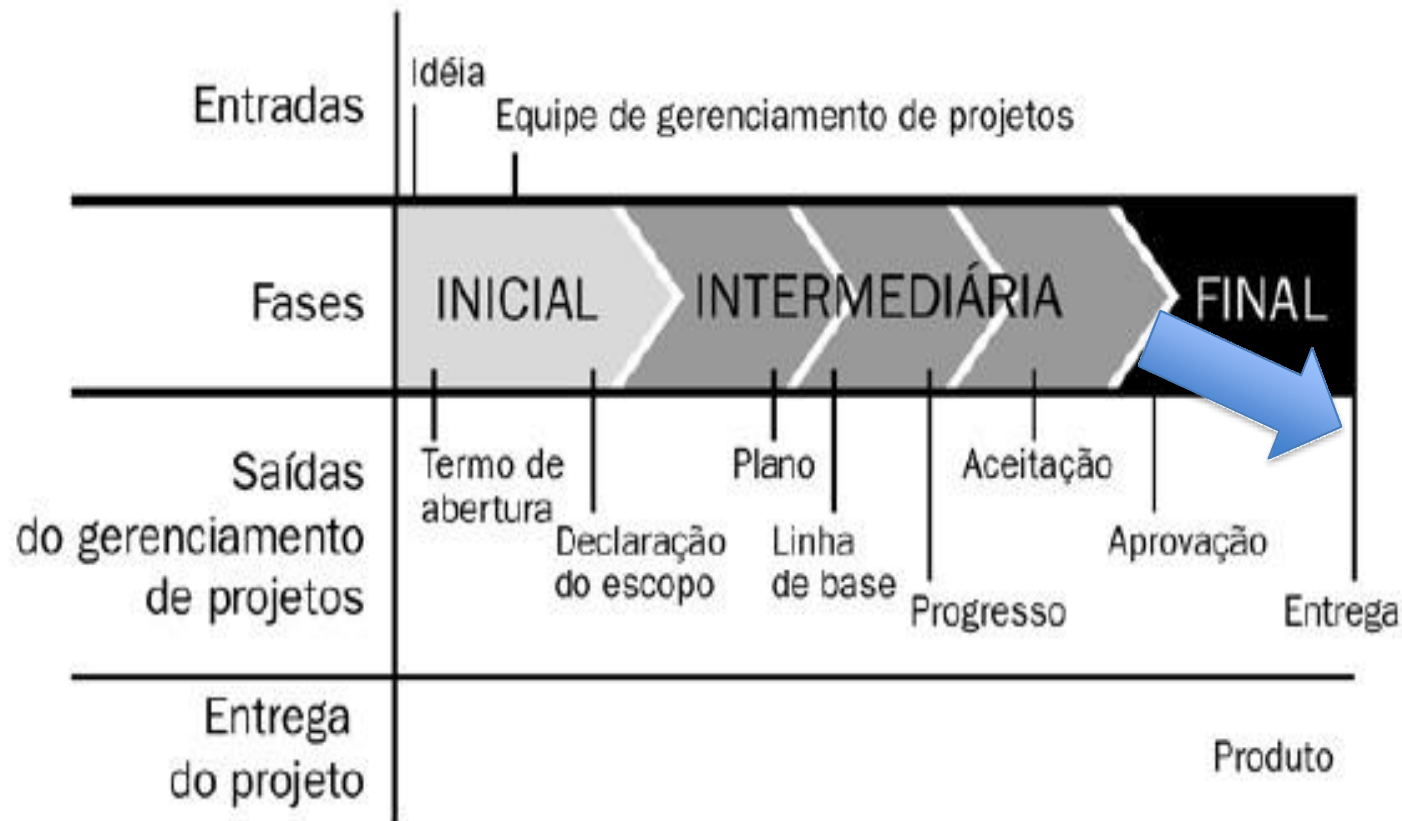 Idéia
Entradas
Equipe de gerenciamento de projetos
Fases
INICIAL
INTERMEDIÁRIA
FINAL
Saídas
do gerenciamento
de projetos
Termo de
abertura
Declaração
do escopo
Plano
Linha
de base
Progresso
Aceitação
Aprovação
Entrega
Entrega
do projeto
Produto